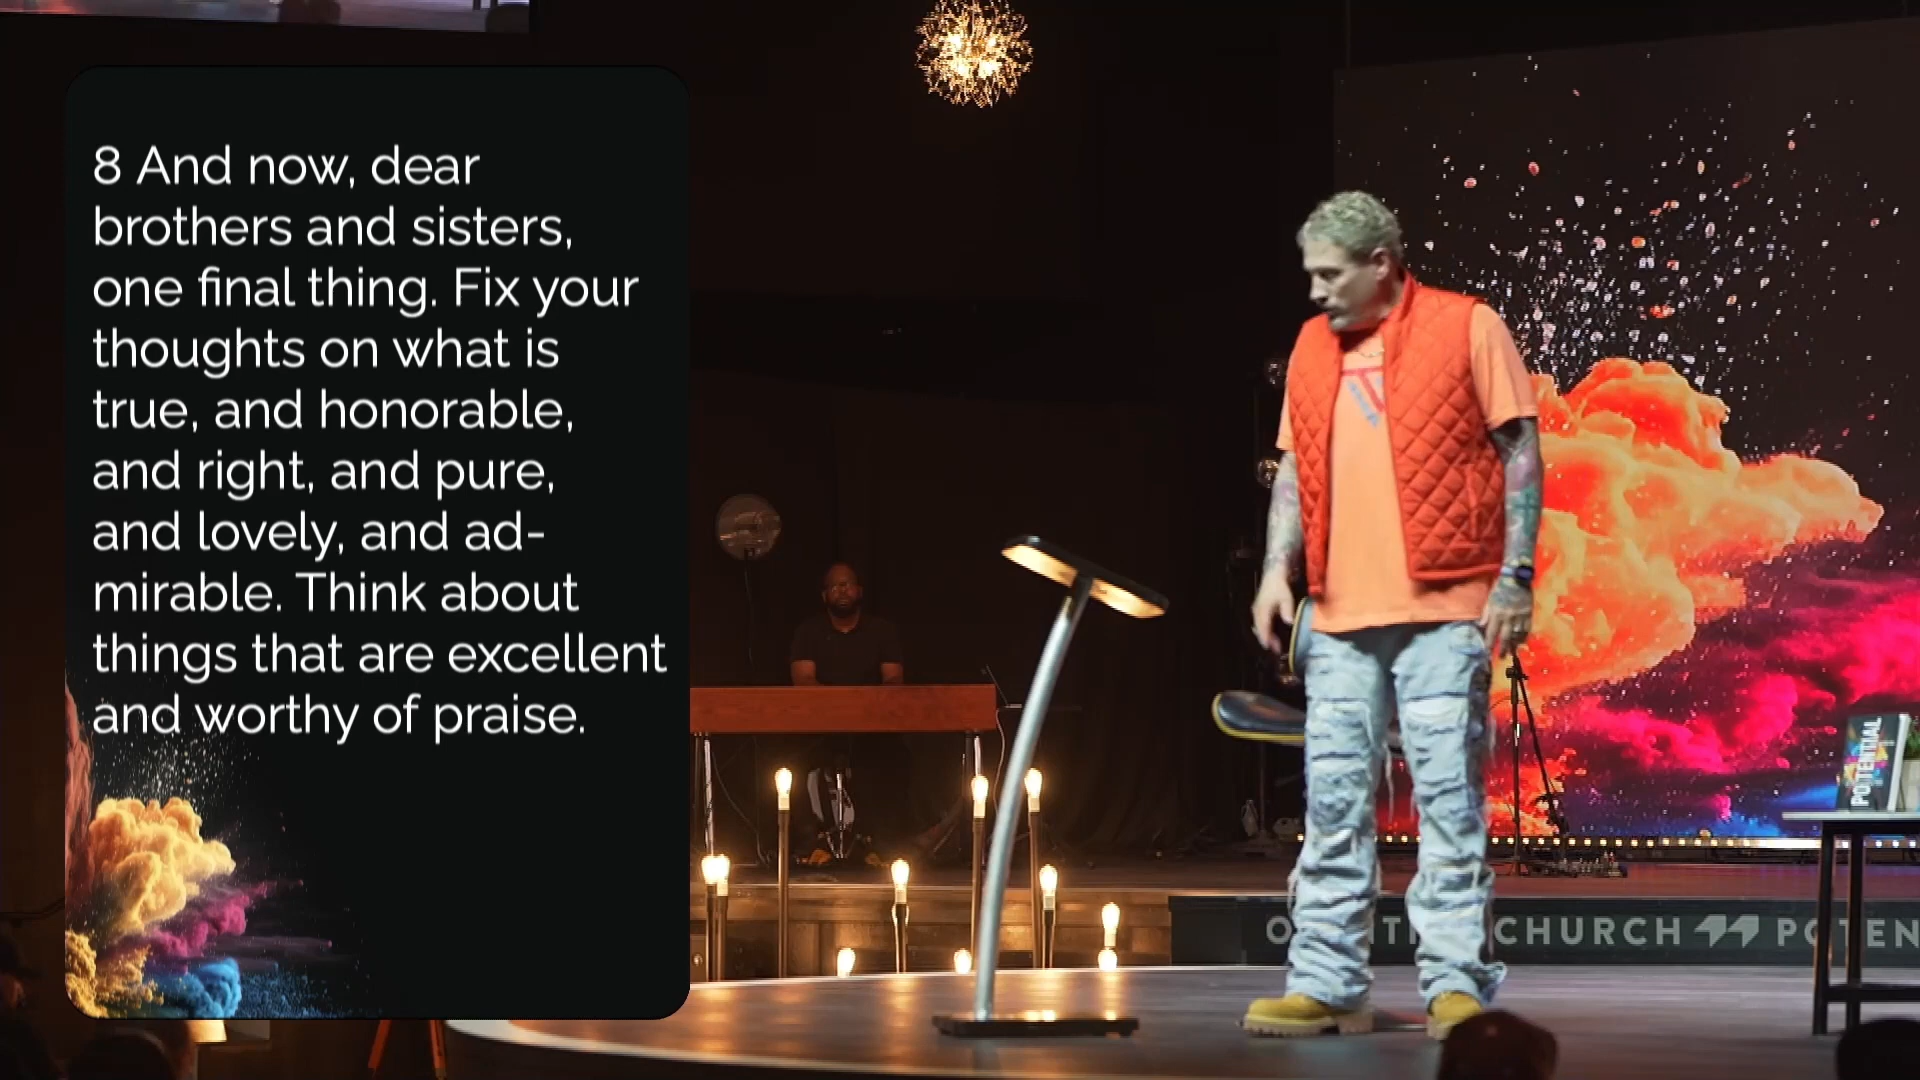 8 And now, dear
brothers and sisters,
one final thing. Fix your
thoughts on what is
true, and honorable,
and right, and pure,
and lovely, and ad-
mirable. Think about
things that are excellent
and worthy of praise.
POTENTIAL
CHURCH POTEN